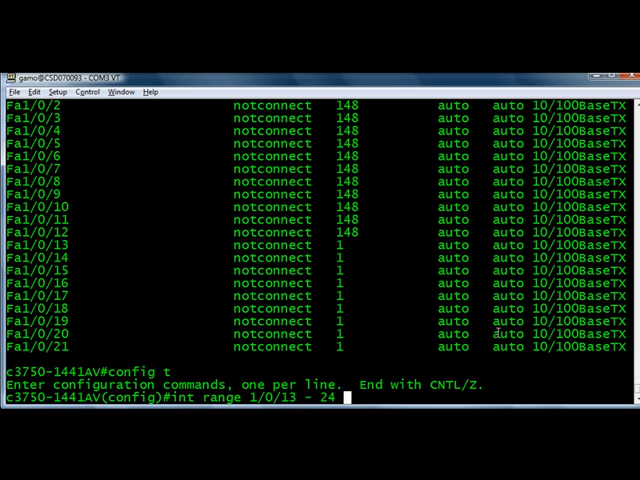 gamo@CSD070093 - COM3 VT
File Edit Setup Control Window Help
Fa1/0/2 notconnect 148 auto auto 10/100BaseTX
Fa1/0/3 notconnect 148 auto auto 10/100BaseTX
Fa1/0/4 notconnect 148 auto auto 10/100BaseTX
Fa1/0/5 notconnect 148 auto auto 10/100BaseTX
Fa1/0/6 notconnect 148 auto auto 10/100BaseTX
Fa1/0/7 notconnect 148 auto auto 10/100BaseTX
Fa1/0/8 notconnect 148 auto auto 10/100BaseTX
Fa1/0/9 notconnect 148 auto auto 10/100BaseTX
Fa1/0/10 notconnect 148 auto auto 10/100BaseTX
Fa1/0/11 notconnect 148 auto auto 10/100BaseTX
Fa1/0/12 notconnect 148 auto auto 10/100BaseTX
Fa1/0/13 notconnect 1 auto auto 10/100BaseTX
Fa1/0/14 notconnect 1 auto auto 10/100BaseTX
Fa1/0/15 notconnect 1 auto auto 10/100BaseTX
Fa1/0/16 notconnect 1 auto auto 10/100BaseTX
Fa1/0/17 notconnect 1 auto auto 10/100BaseTX
Fa1/0/18 notconnect 1 auto auto 10/100BaseTX
Fa1/0/19 notconnect 1 auto auto 10/100BaseTX
Fa1/0/20 notconnect 1 auto auto 10/100BaseTX
Fa1/0/21 notconnect 1 auto auto 10/100BaseTX
c3750-1441AV#config t
Enter configuration commands, one per line. End with CNTL/Z.
c3750-1441AV(config)#int range 1/0/13 - 24